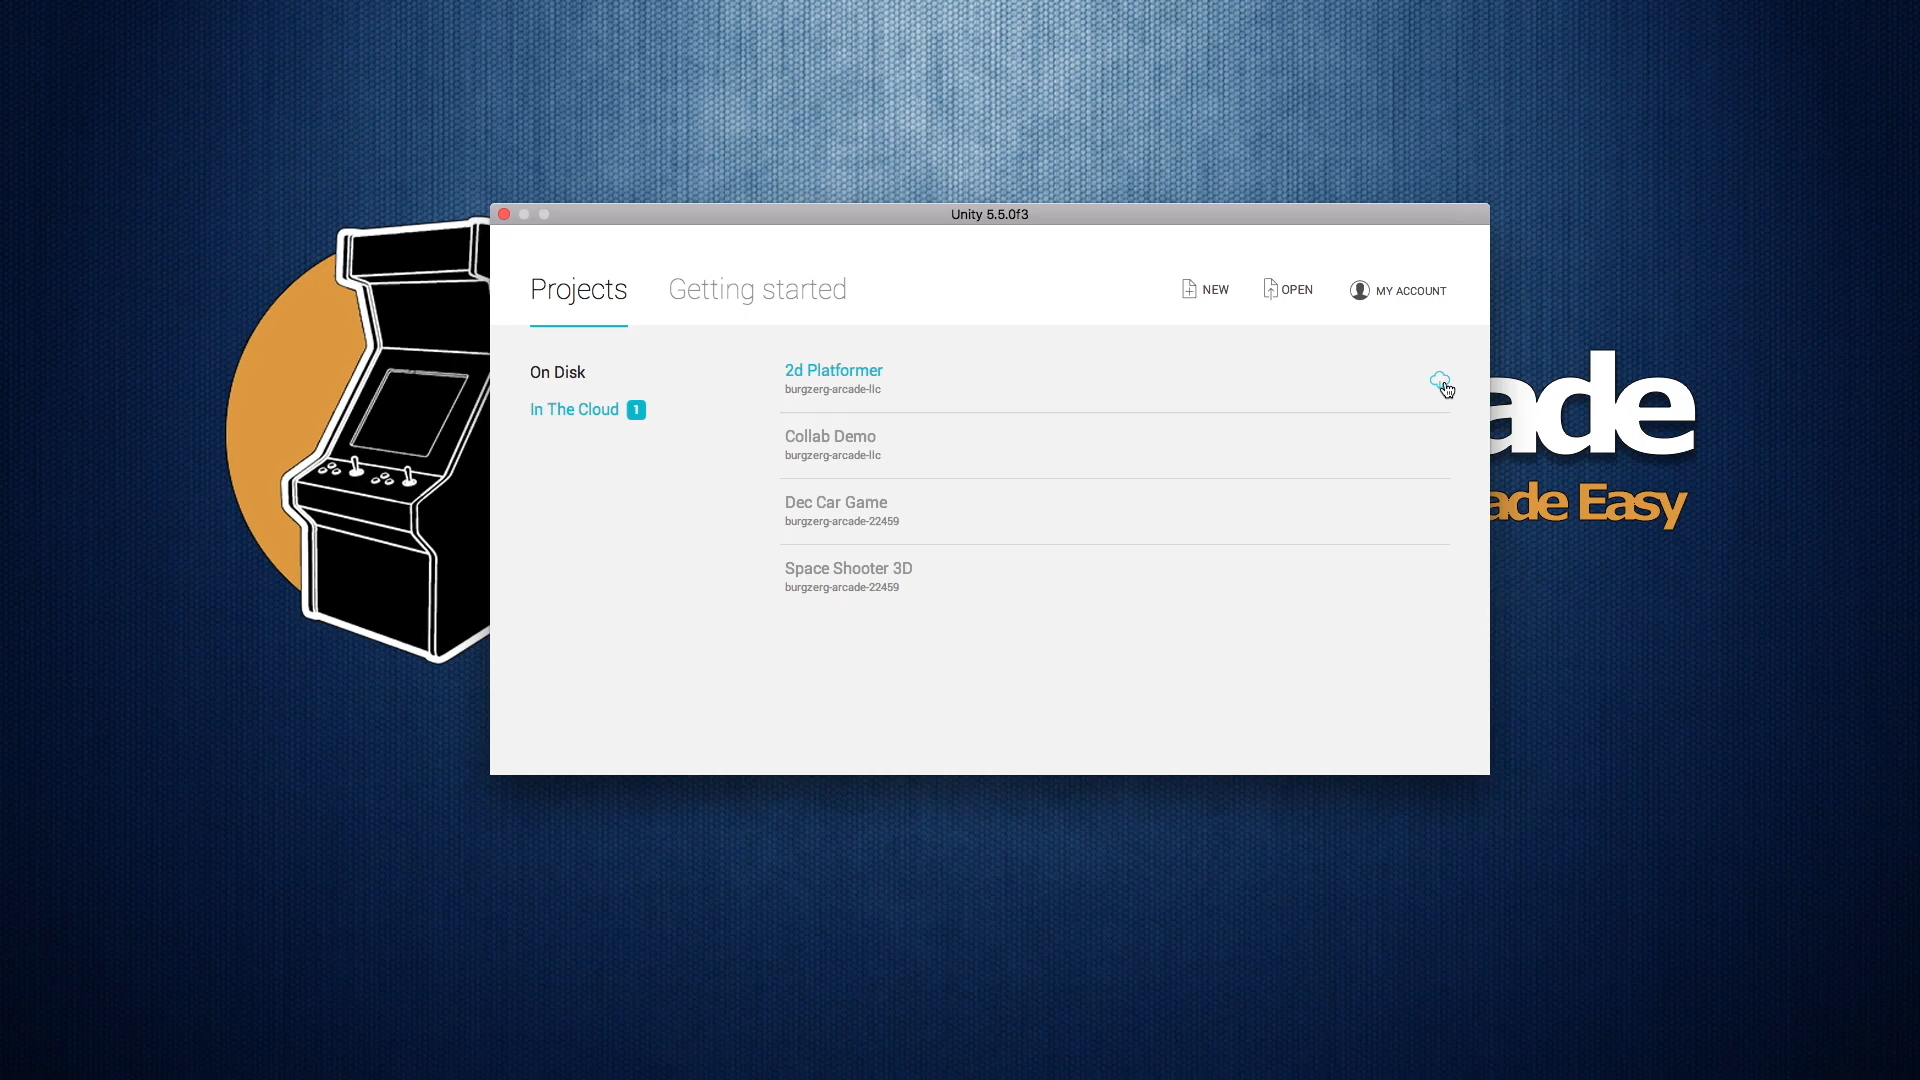 Unity 5.5.0f3
Projects
Getting started
NEW
OPEN
MY ACCOUNT
On Disk
In The Cloud 1
2d Platformer
burgzerg-arcade-llc
Collab Demo
burgzerg-arcade-llc
Dec Car Game
burgzerg-arcade-22459
Space Shooter 3D
burgzerg-arcade-22459
ade
ade Easy